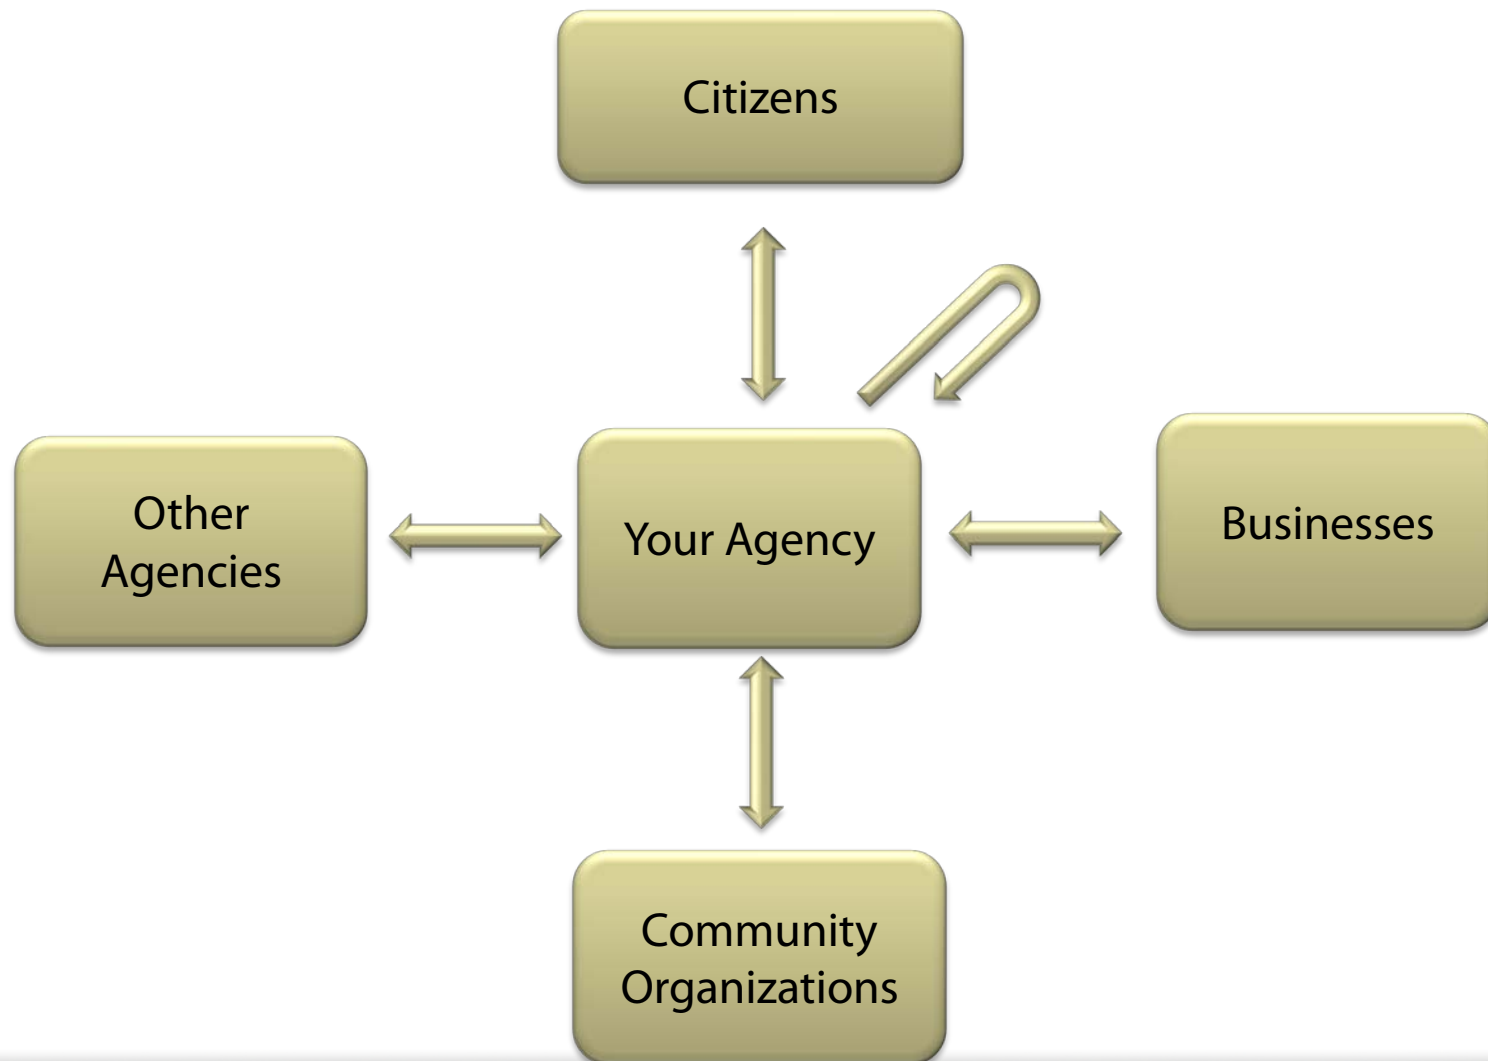 Citizens
Other
Agencies
Your Agency
Businesses
Community
Organizations